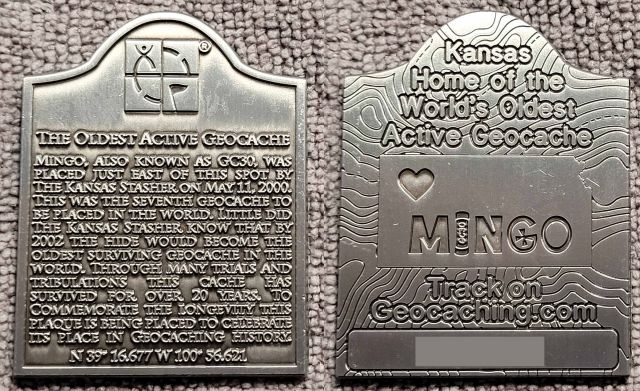 ®
THE OLDEST ACTIVE GEOCACHE
MINGO, ALSO KNOWN AS GC30, WAS
PLACED JUST EAST OF THIS SPOT BY
THE KANSAS STASHER ON MAY 11, 2000.
THIS WAS THE SEVENTH GEOCACHE TO
BE PLACED IN THE WORLD. LITTLE DID
THE KANSAS STASHER KNOW THAT BY
2002 THE HIDE WOULD BECOME THE
OLDEST SURVIVING GEOCACHE IN THE
WORLD. THROUGH MANY TRIALS AND
TRIBULATIONS THIS CACHE HAS
SURVIVED FOR OVER 20 YEARS. TO
COMMEMORATE THE LONGEVITY THIS
PLAQUE IS BEING PLACED TO CELEBRATE
ITS PLACE IN GEOCACHING HISTORY.
N 39° 16.677 W 100° 56.621
Kansas
Home of the
World's Oldest
Active Geocache
MINGO
Track on
Geocaching.com